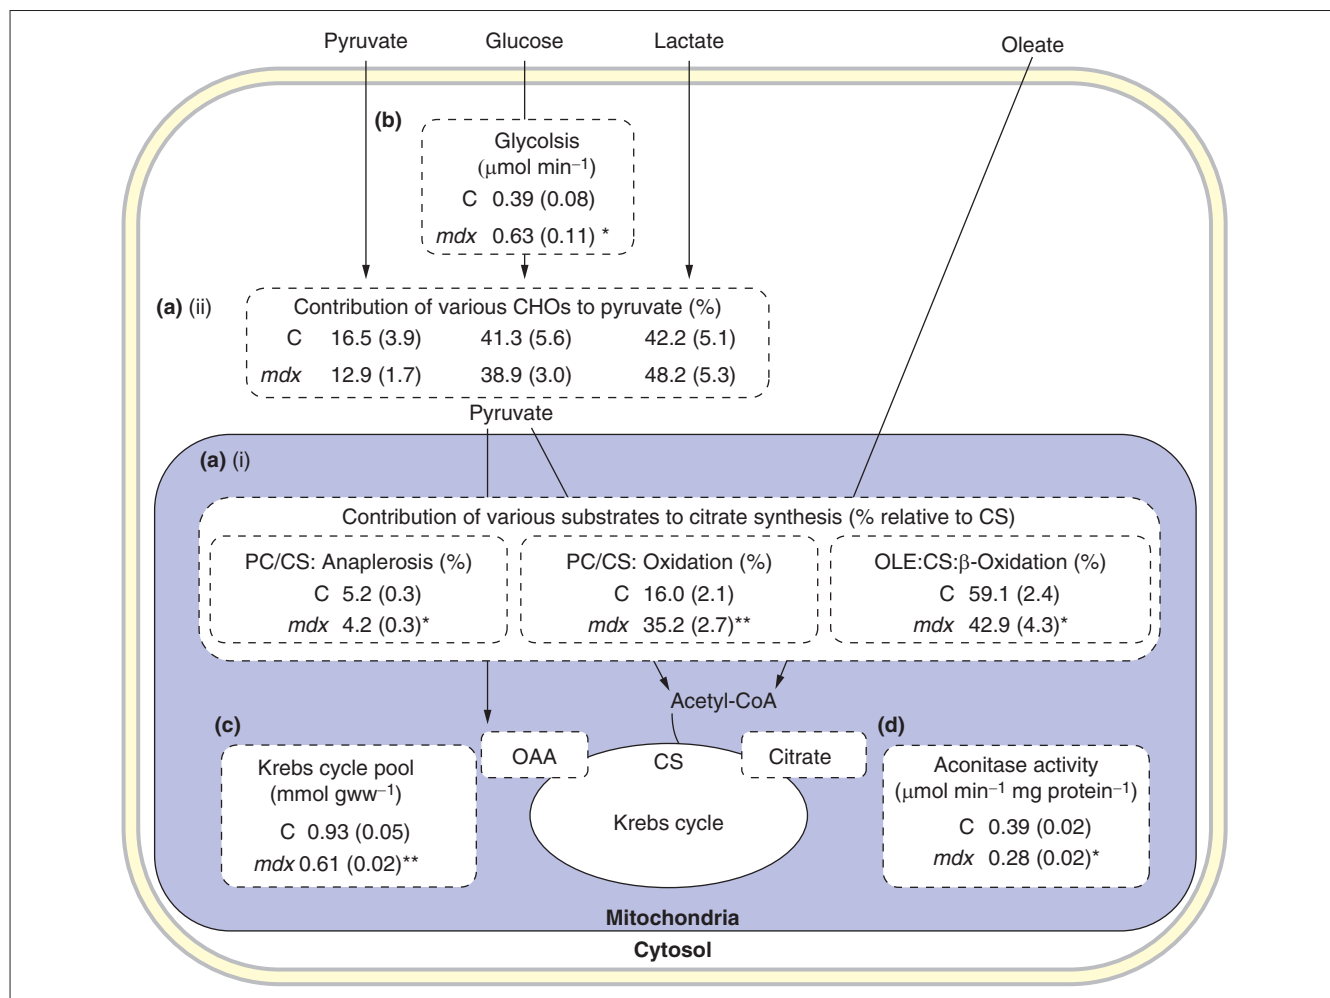 Pyruvate Glucose Lactate Oleate
(b)
Glycolsis
(μmol min⁻¹)
C 0.39 (0.08)
mdx 0.63 (0.11) *
(a) (ii)
Contribution of various CHOs to pyruvate (%)
C 16.5 (3.9) 41.3 (5.6) 42.2 (5.1)
mdx 12.9 (1.7) 38.9 (3.0) 48.2 (5.3)
Pyruvate
(a) (i)
Contribution of various substrates to citrate synthesis (% relative to CS)
PC/CS: Anaplerosis (%)
C 5.2 (0.3)
mdx 4.2 (0.3)*
PC/CS: Oxidation (%)
C 16.0 (2.1)
mdx 35.2 (2.7)**
OLE:CS:β-Oxidation (%)
C 59.1 (2.4)
mdx 42.9 (4.3)*
Acetyl-CoA
(c)
Krebs cycle pool
(mmol gww⁻¹)
C 0.93 (0.05)
mdx 0.61 (0.02)**
OAA
CS
Citrate
Krebs cycle
(d)
Aconitase activity
(μmol min⁻¹ mg protein⁻¹)
C 0.39 (0.02)
mdx 0.28 (0.02)*
Mitochondria
Cytosol